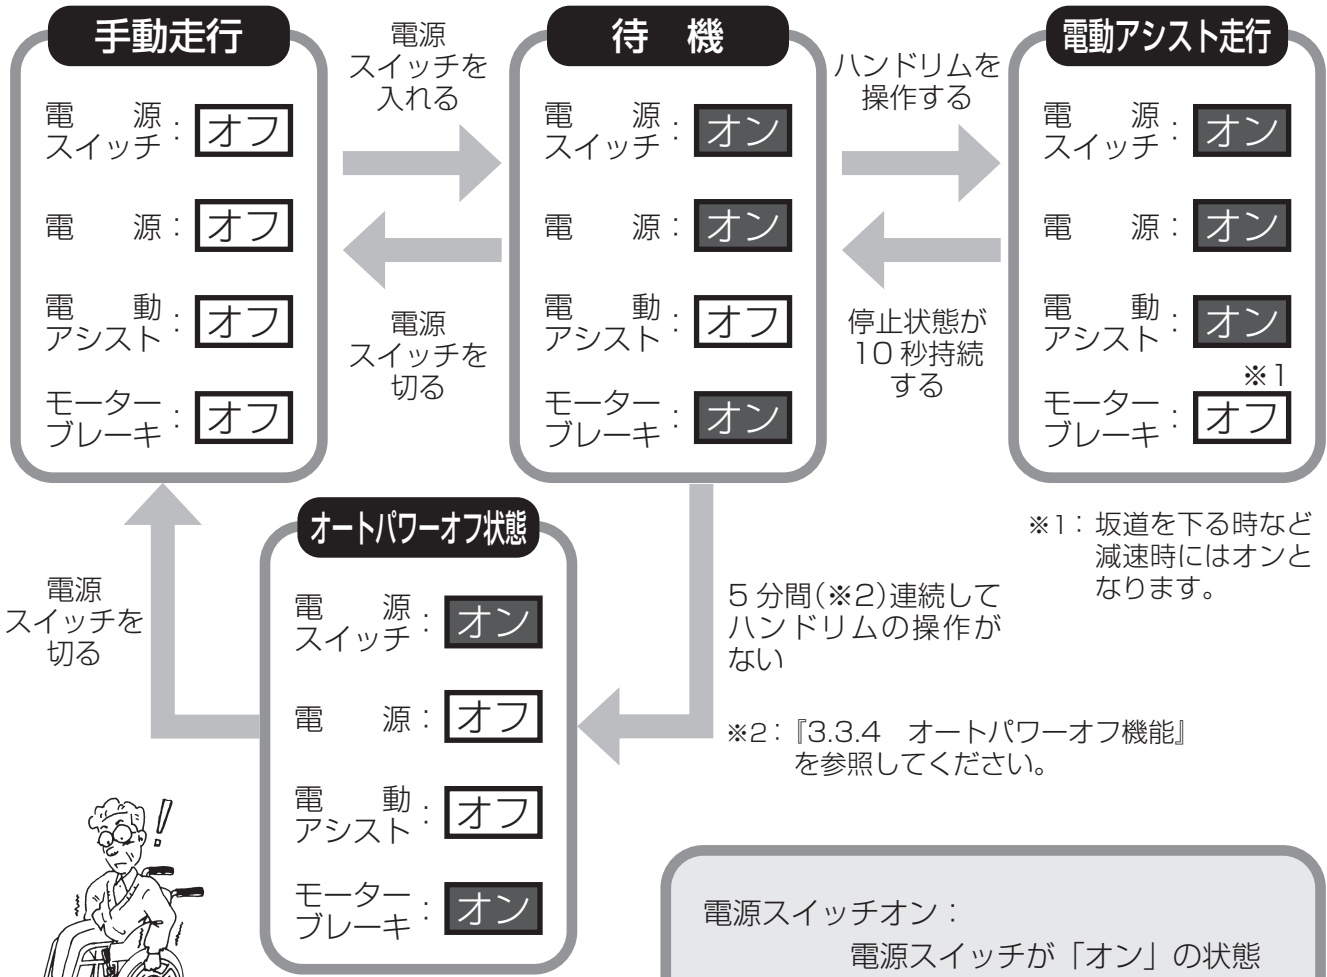 手動走行
電　源
スイッチ：オフ
電　源：オフ
電　動
アシスト：オフ
モーター
ブレーキ：オフ
電源
スイッチを
入れる
電源
スイッチを
切る
待　機
電　源
スイッチ：オン
電　源：オン
電　動
アシスト：オフ
モーター
ブレーキ：オン
ハンドリムを
操作する
停止状態が
10 秒持続
する
電動アシスト走行
電　源
スイッチ：オン
電　源：オン
電　動
アシスト：オン
※1
モーター
ブレーキ：オフ
※1：坂道を下る時など
減速時にはオンと
なります。
電源
スイッチを
切る
オートパワーオフ状態
電　源
スイッチ：オン
電　源：オフ
電　動
アシスト：オフ
モーター
ブレーキ：オン
5 分間(※2)連続して
ハンドリムの操作が
ない
※2：『3.3.4　オートパワーオフ機能』
を参照してください。
!
電源スイッチオン：
電源スイッチが「オン」の状態